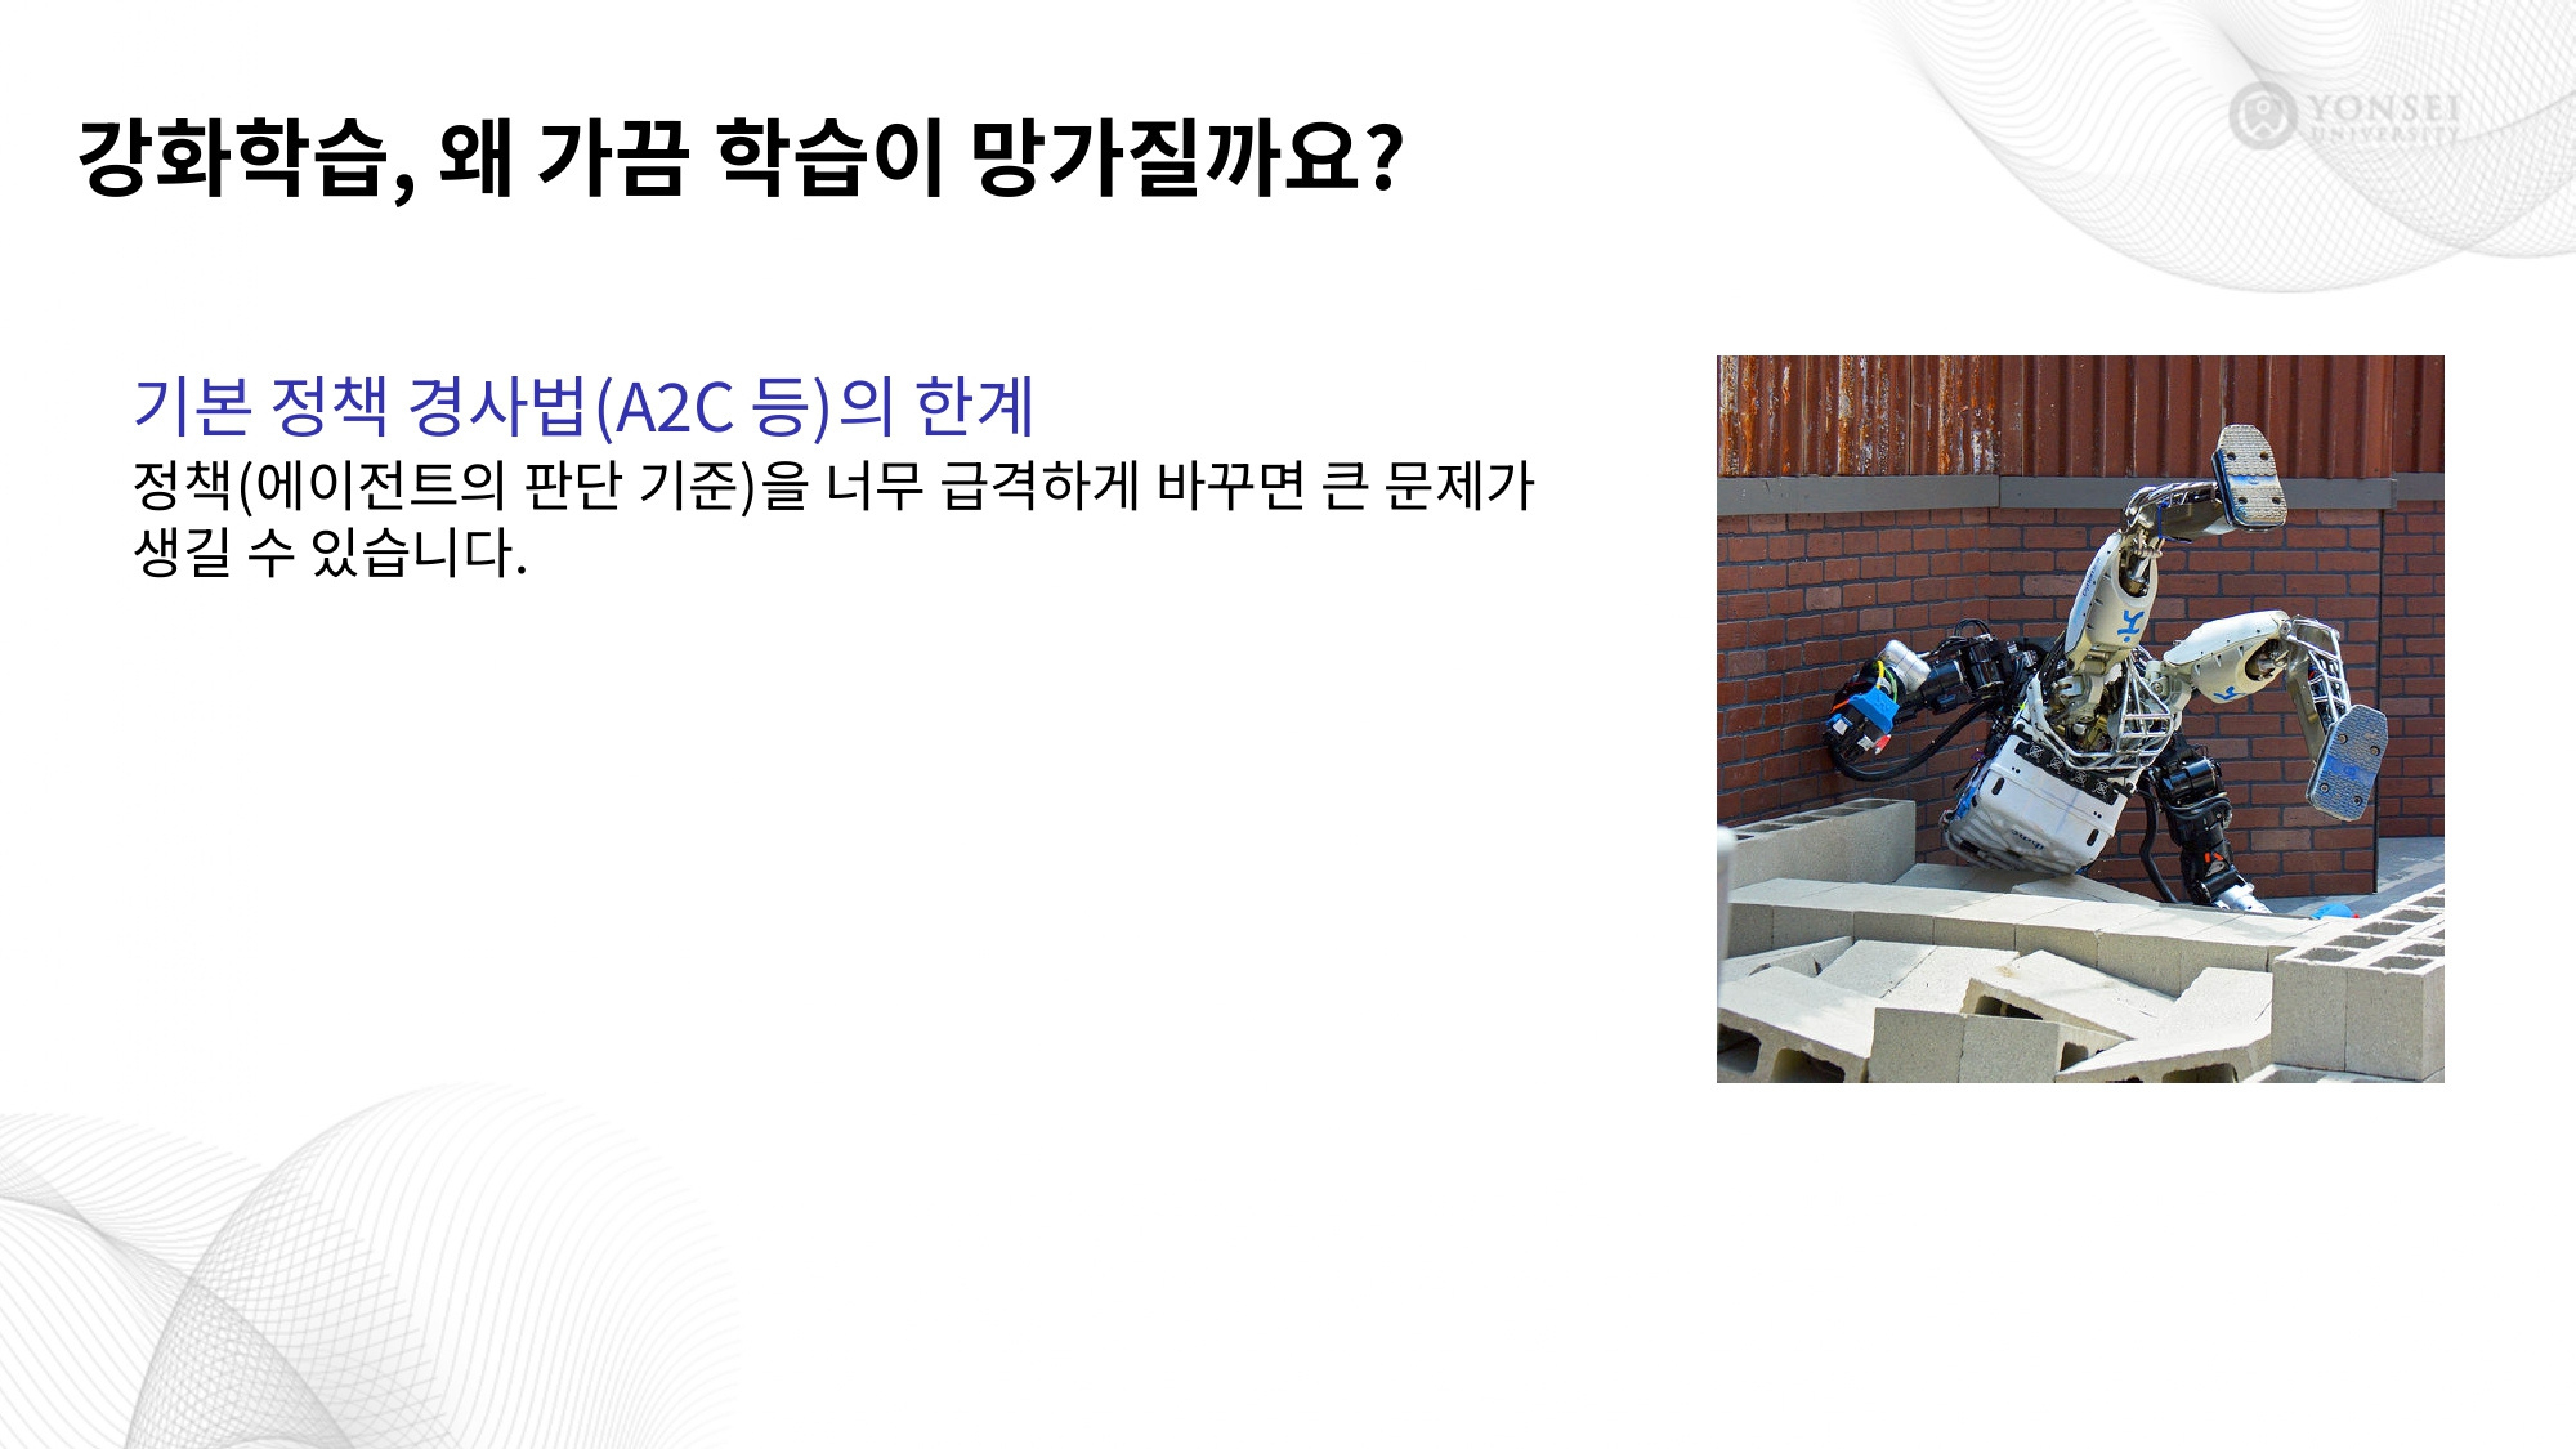 YONSEI
UNIVERSITY
강화학습, 왜 가끔 학습이 망가질까요?
기본 정책 경사법(A2C 등)의 한계
정책(에이전트의 판단 기준)을 너무 급격하게 바꾸면 큰 문제가
생길 수 있습니다.